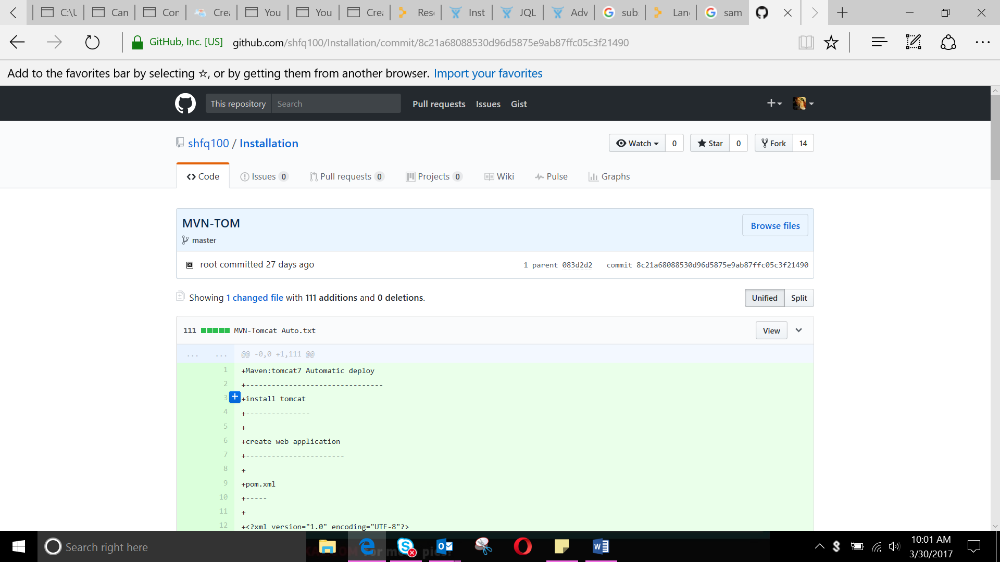 C:\U
Can
Con
Crea
You
You
Crea
Reso
Inst
JQL
Adv
sub
Lan
sam
GitHub, Inc. [US]
github.com/shfq100/Installation/commit/8c21a68088530d96d5875e9ab87ffc05c3f21490
Add to the favorites bar by selecting ☆, or by getting them from another browser. Import your favorites
This repository Search Pull requests Issues Gist
shfq100 / Installation
Watch 0 Star 0 Fork 14
Code Issues 0 Pull requests 0 Projects 0 Wiki Pulse Graphs
MVN-TOM
Browse files
master
root committed 27 days ago 1 parent 083d2d2 commit 8c21a68088530d96d5875e9ab87ffc05c3f21490
Showing 1 changed file with 111 additions and 0 deletions.
Unified Split
111 MVN-Tomcat Auto.txt View
... ... @@ -0,0 +1,111 @@
1 +Maven:tomcat7 Automatic deploy
2 +--------------------------------
3 +install tomcat
4 +---------------
5 +
6 +create web application
7 +-----------------------
8 +
9 +pom.xml
10 +-----
11 +
12 +<?xml version="1.0" encoding="UTF-8"?>
Search right here
10:01 AM
3/30/2017